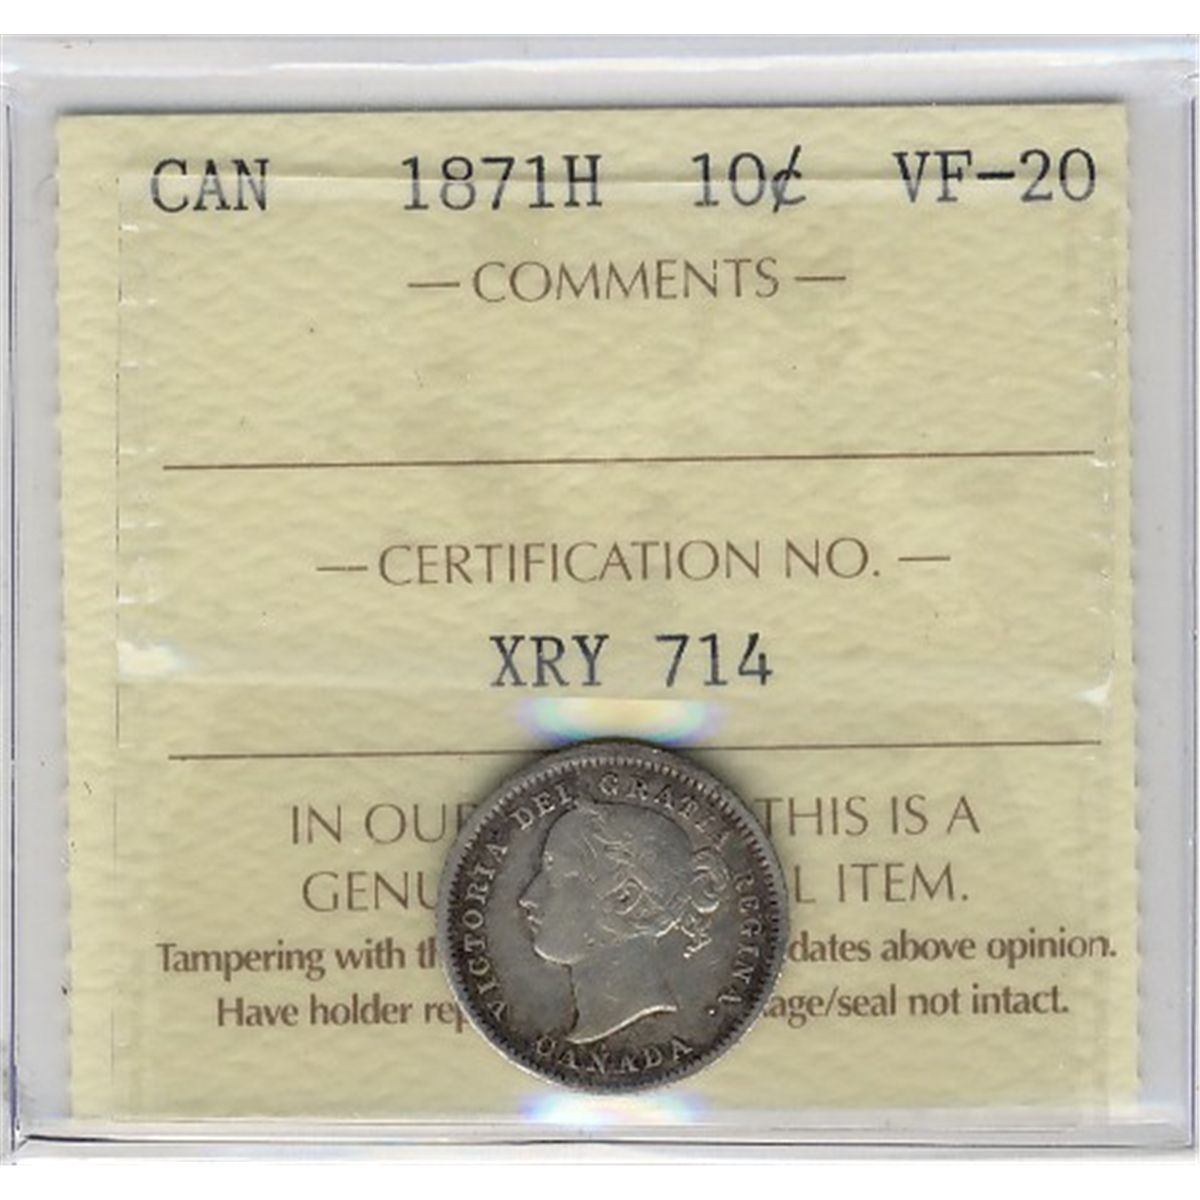 CAN 1871H 10¢ VF-20
— COMMENTS —
— CERTIFICATION NO. —
XRY 714
IN OU THIS IS A
GENU L ITEM.
Tampering with th dates above opinion.
Have holder rep age/seal not intact.
VICTORIA DEI GRATIA REGINA.
CANADA